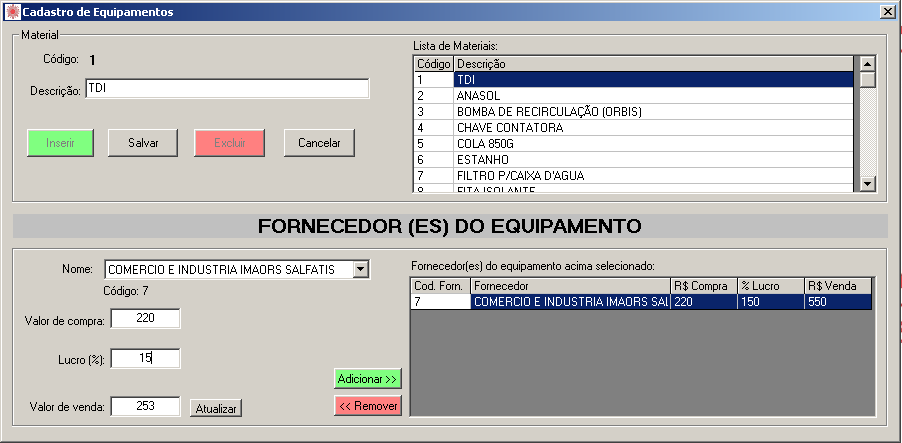 Cadastro de Equipamentos
Material
Código: 1
Descrição: TDI
Inserir Salvar Excluir Cancelar
Lista de Materiais:
Código Descrição
1 TDI
2 ANASOL
3 BOMBA DE RECIRCULAÇÃO (ORBIS)
4 CHAVE CONTATORA
5 COLA 850G
6 ESTANHO
7 FILTRO P/CAIXA D'AGUA
8 FITA ISOLANTE
FORNECEDOR (ES) DO EQUIPAMENTO
Nome: COMERCIO E INDUSTRIA IMAORS SALFATIS
Código: 7
Valor de compra: 220
Lucro (%): 15
Valor de venda: 253
Atualizar
Adicionar >>
<< Remover
Fornecedor(es) do equipamento acima selecionado:
Cod. Forn. Fornecedor R$ Compra % Lucro R$ Venda
7 COMERCIO E INDUSTRIA IMAORS SAL 220 150 550